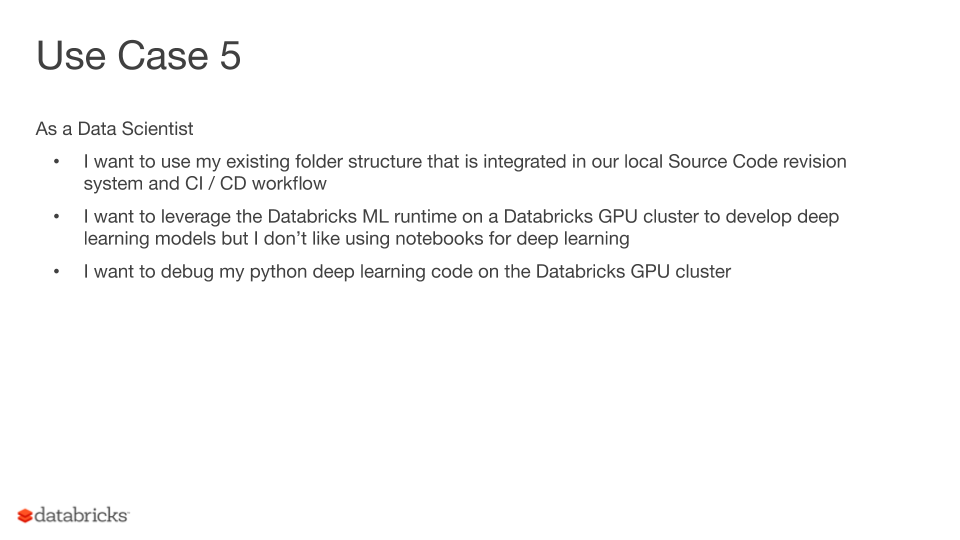 Use Case 5
As a Data Scientist
• I want to use my existing folder structure that is integrated in our local Source Code revision
system and CI / CD workflow
• I want to leverage the Databricks ML runtime on a Databricks GPU cluster to develop deep
learning models but I don’t like using notebooks for deep learning
• I want to debug my python deep learning code on the Databricks GPU cluster
databricks